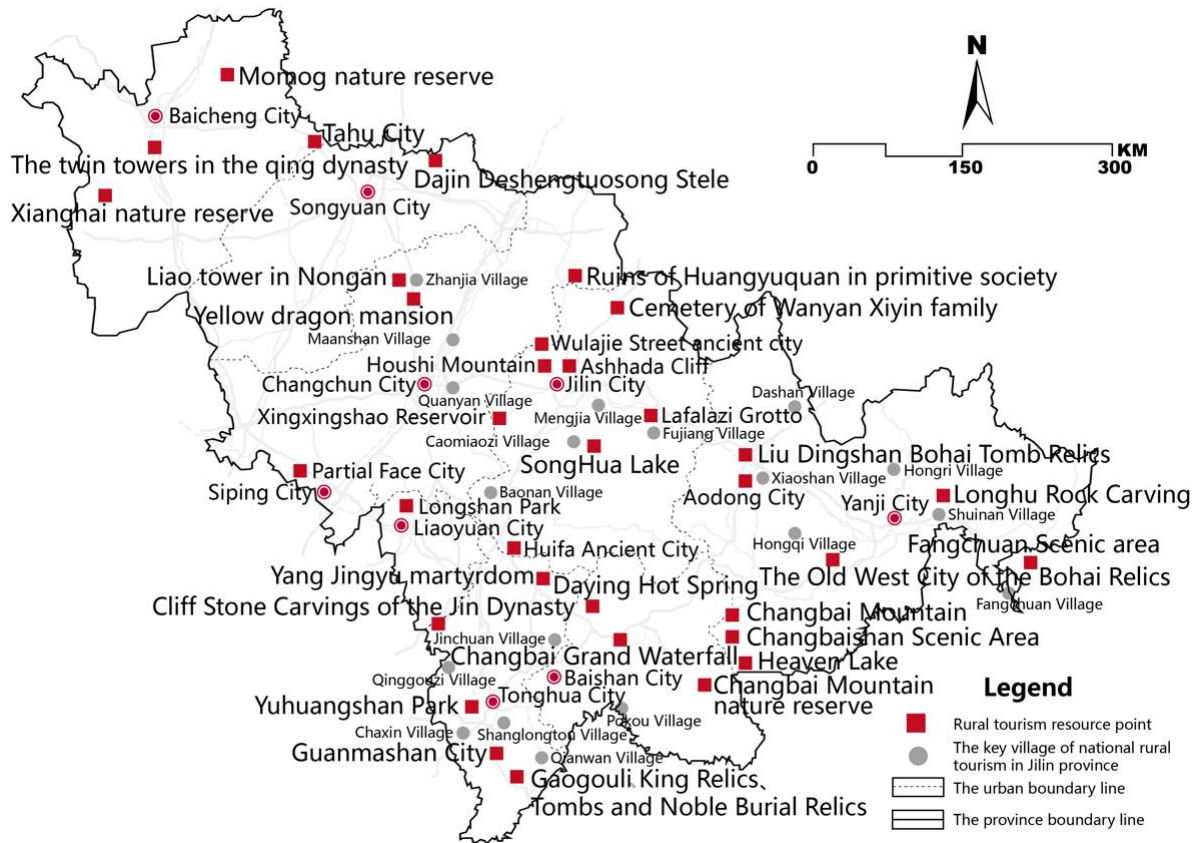 N
Momog nature reserve
Baicheng City
Tahu City
KM
0 150 300
The twin towers in the qing dynasty
Dajin Deshengtuosong Stele
Xianghai nature reserve
Songyuan City
Liao tower in Nongan
Zhanjia Village
Ruins of Huangyuquan in primitive society
Yellow dragon mansion
Cemetery of Wanyan Xiyin family
Maanshan Village
Wulajie Street ancient city
Houshi Mountain
Ashhada Cliff
Changchun City
Jilin City
Quanyan Village
Dashan Village
Xingxingshao Reservoir
Mengjia Village
Lafalazi Grotto
Caomiaozi Village
Fujiang Village
SongHua Lake
Liu Dingshan Bohai Tomb Relics
Partial Face City
Xiaoshan Village
Hongri Village
Siping City
Baonan Village
Aodong City
Yanji City
Longhu Rock Carving
Longshan Park
Shuinan Village
Liaoyuan City
Huifa Ancient City
Hongqi Village
Fangchuan Scenic area
Yang Jingyu martyrdom
Daying Hot Spring
The Old West City of the Bohai Relics
Cliff Stone Carvings of the Jin Dynasty
Fangchuan Village
Changbai Mountain
Jinchuan Village
Changbaishan Scenic Area
Changbai Grand Waterfall
Heaven Lake
Qinggouzi Village
Baishan City
Changbai Mountain
nature reserve
Tonghua City
Yuhuangshan Park
Pokou Village
Chaxin Village
Shanglongtou Village
Guanmashan City
Qianwan Village
Gaogouli King Relics、
Tombs and Noble Burial Relics
Legend
Rural tourism resource point
The key village of national rural
tourism in Jilin province
The urban boundary line
The province boundary line